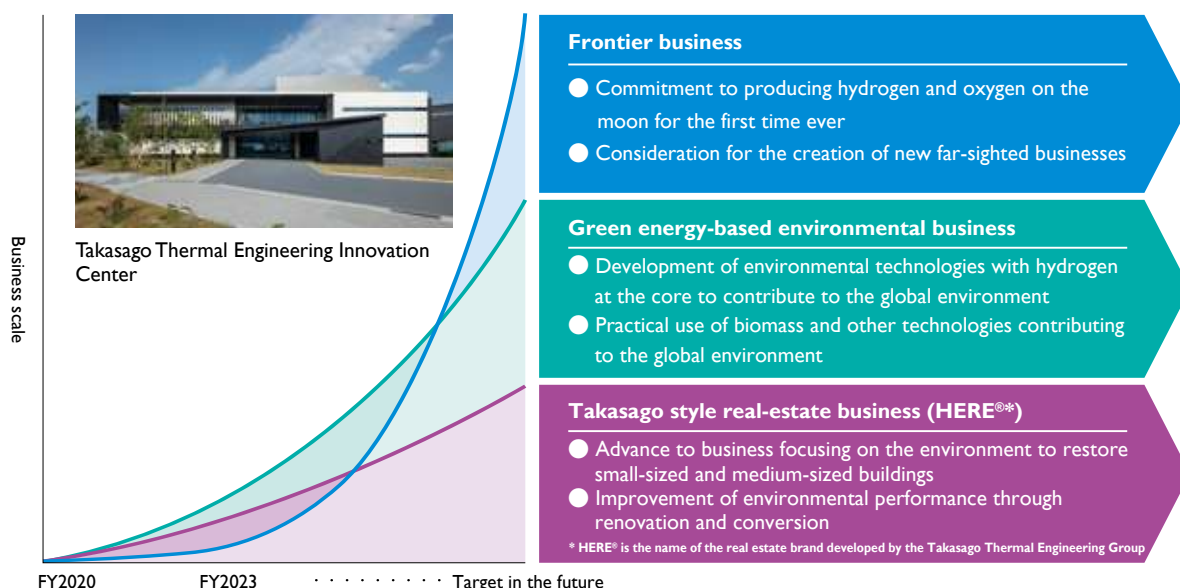 Frontier business
● Commitment to producing hydrogen and oxygen on the
moon for the first time ever
● Consideration for the creation of new far-sighted businesses
Takasago Thermal Engineering Innovation
Center
Business scale
Green energy-based environmental business
● Development of environmental technologies with hydrogen
at the core to contribute to the global environment
● Practical use of biomass and other technologies contributing
to the global environment
Takasago style real-estate business (HERE®*)
● Advance to business focusing on the environment to restore
small-sized and medium-sized buildings
● Improvement of environmental performance through
renovation and conversion
* HERE® is the name of the real estate brand developed by the Takasago Thermal Engineering Group
FY2020 FY2023 · · · · · · · · · Target in the future